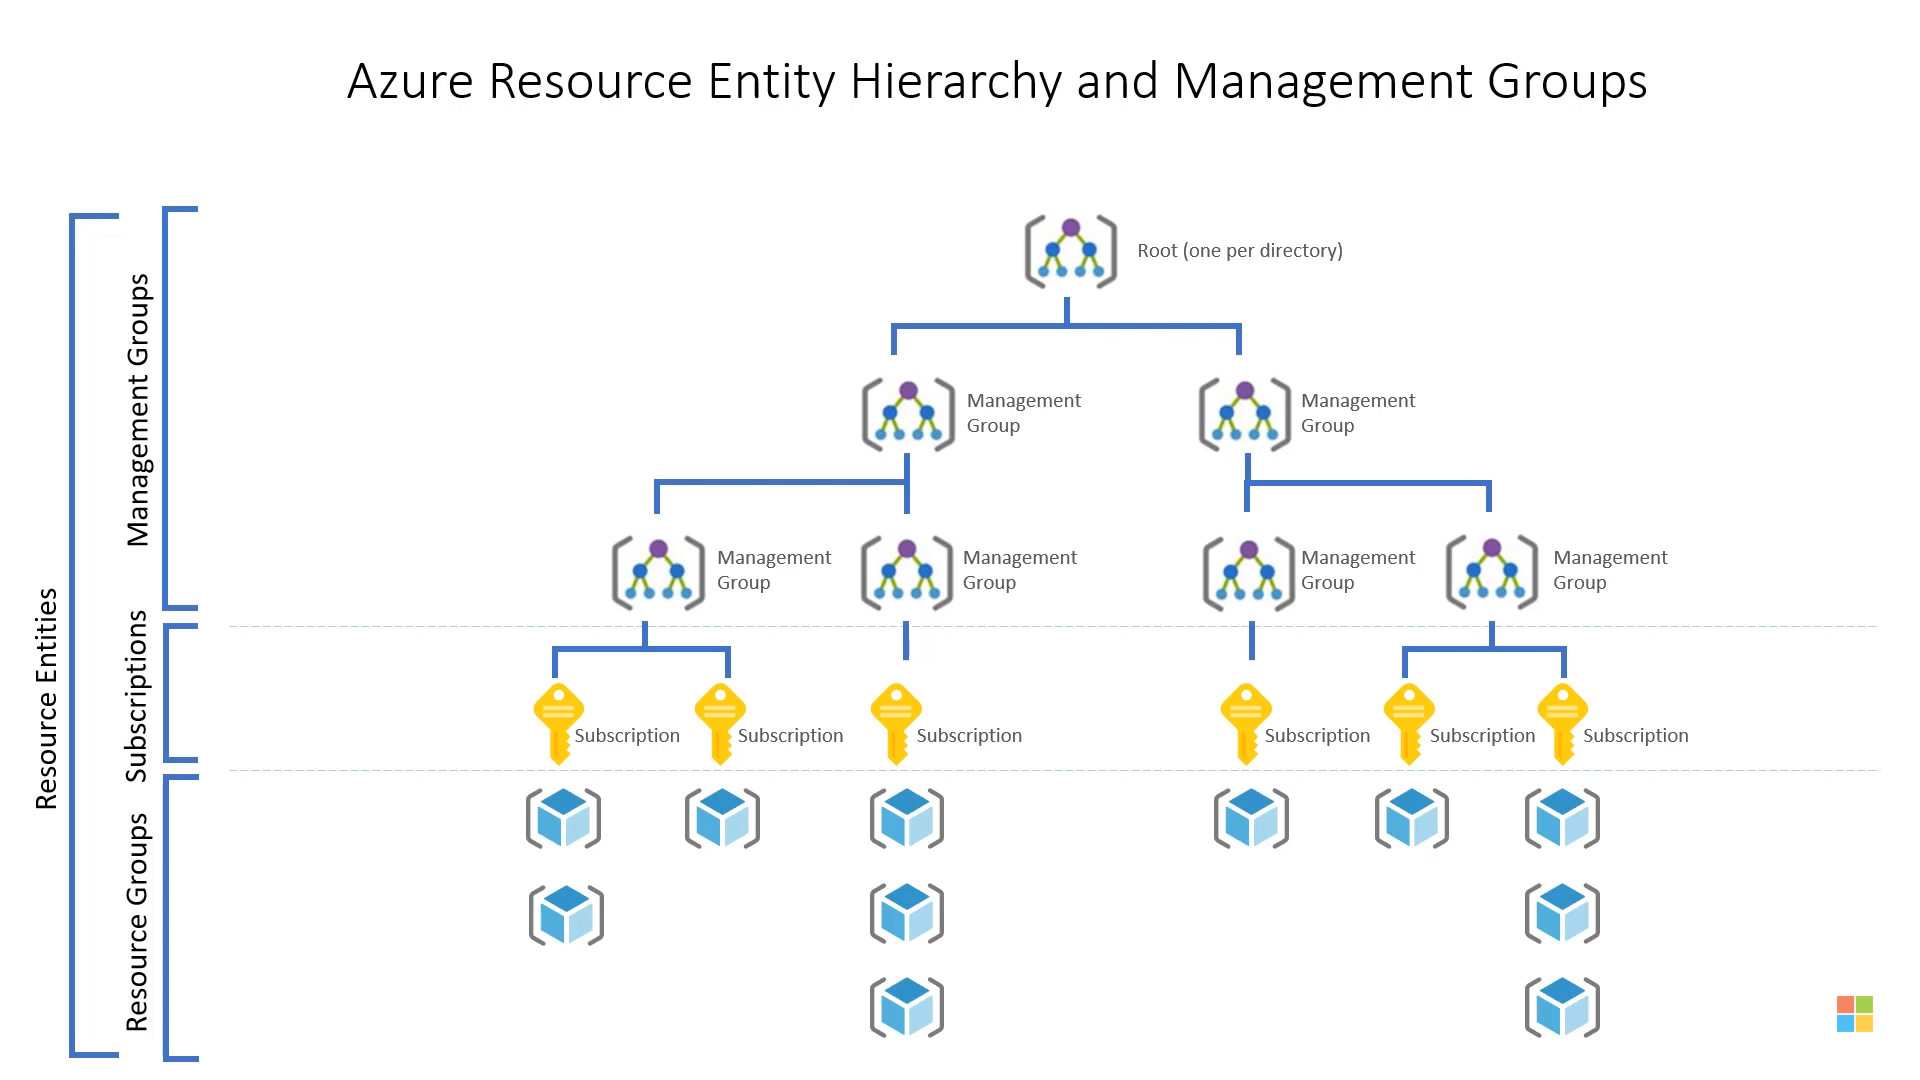 Azure Resource Entity Hierarchy and Management Groups
Resource Entities
Management Groups
Subscriptions
Resource Groups
Root (one per directory)
Management
Group
Management
Group
Management
Group
Management
Group
Management
Group
Management
Group
Subscription
Subscription
Subscription
Subscription
Subscription
Subscription